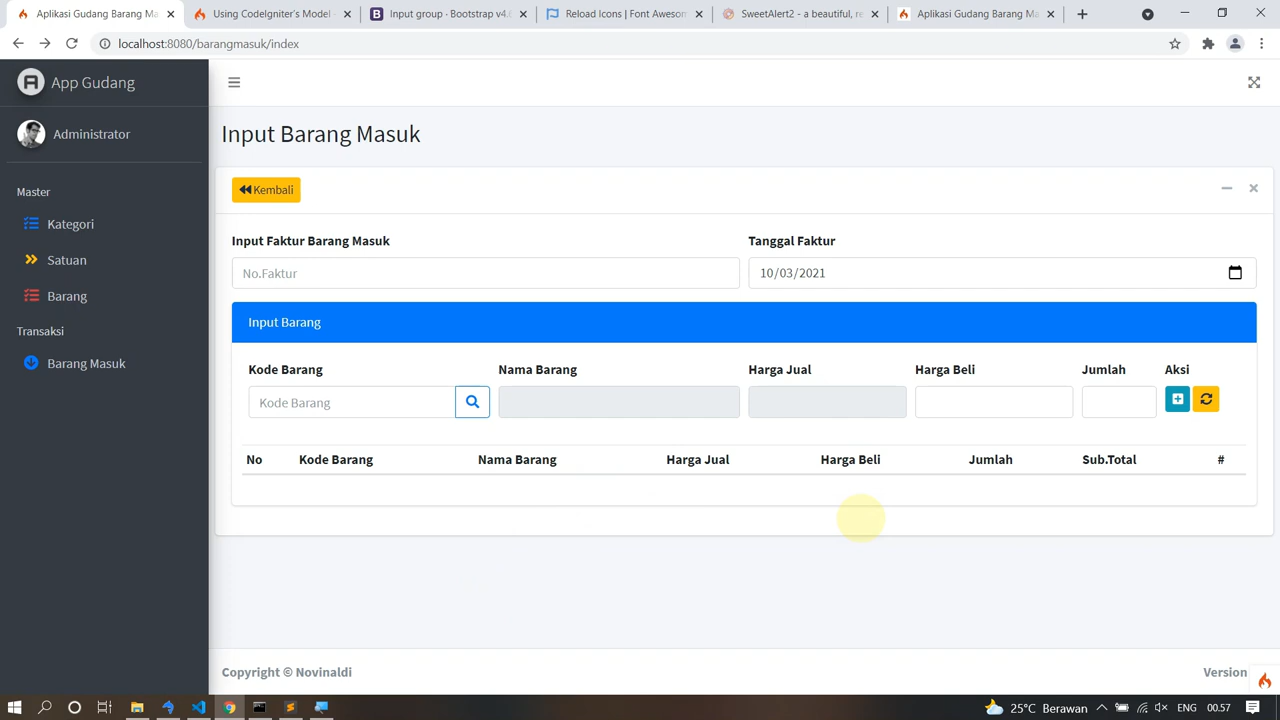 Aplikasi Gudang Barang Ma
Using CodeIgniter's Model
Input group · Bootstrap v4.
Reload Icons | Font Awesom
SweetAlert2 - a beautiful, re
Aplikasi Gudang Barang Ma
localhost:8080/barangmasuk/index
App Gudang
Administrator
Input Barang Masuk
Master
Kategori
Satuan
Barang
Transaksi
Barang Masuk
Kembali
Input Faktur Barang Masuk
Tanggal Faktur
No.Faktur
10/03/2021
Input Barang
Kode Barang
Nama Barang
Harga Jual
Harga Beli
Jumlah
Aksi
Kode Barang
No
Kode Barang
Nama Barang
Harga Jual
Harga Beli
Jumlah
Sub.Total
#
Copyright © Novinaldi
Version
25°C Berawan
ENG
00.57